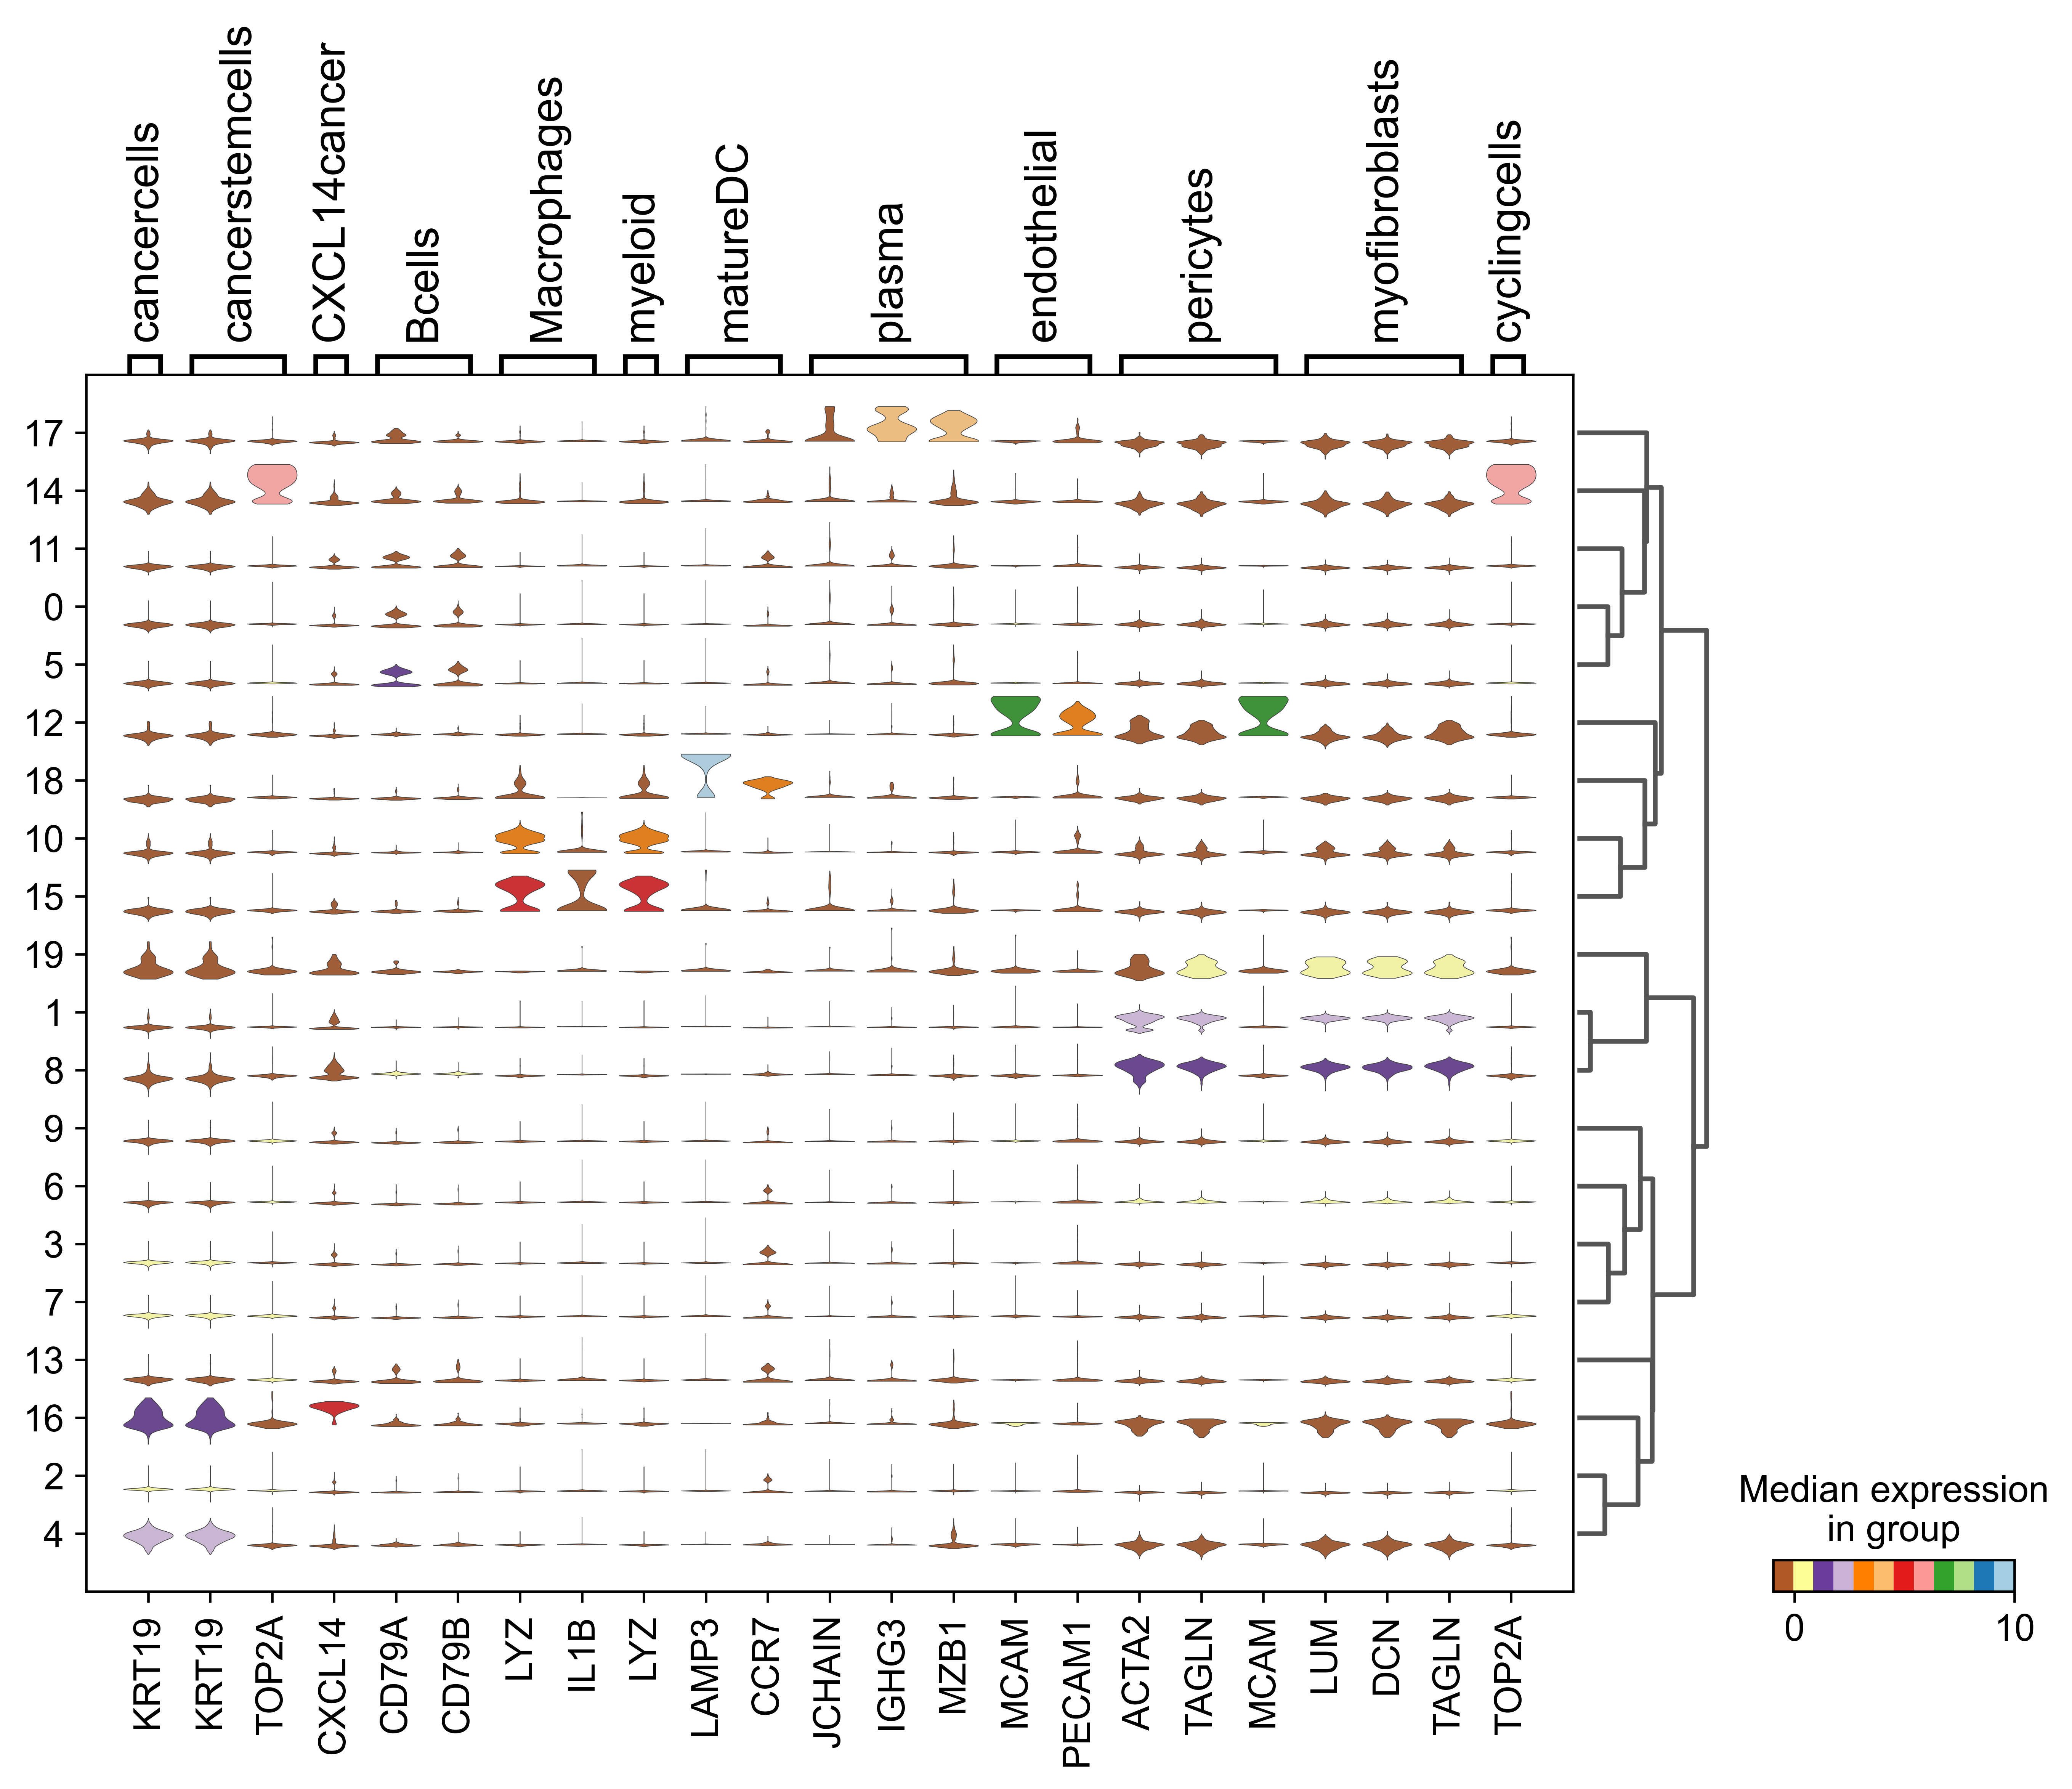 cancercells
cancerstemcells
CXCL14cancer
Bcells
Macrophages
myeloid
matureDC
plasma
endothelial
pericytes
myofibroblasts
cyclingcells
17
14
11
0
5
12
18
10
15
19
1
8
9
6
3
7
13
16
2
4
Median expression
in group
0 10
KRT19
KRT19
TOP2A
CXCL14
CD79A
CD79B
LYZ
IL1B
LYZ
LAMP3
CCR7
JCHAIN
IGHG3
MZB1
MCAM
PECAM1
ACTA2
TAGLN
MCAM
LUM
DCN
TAGLN
TOP2A